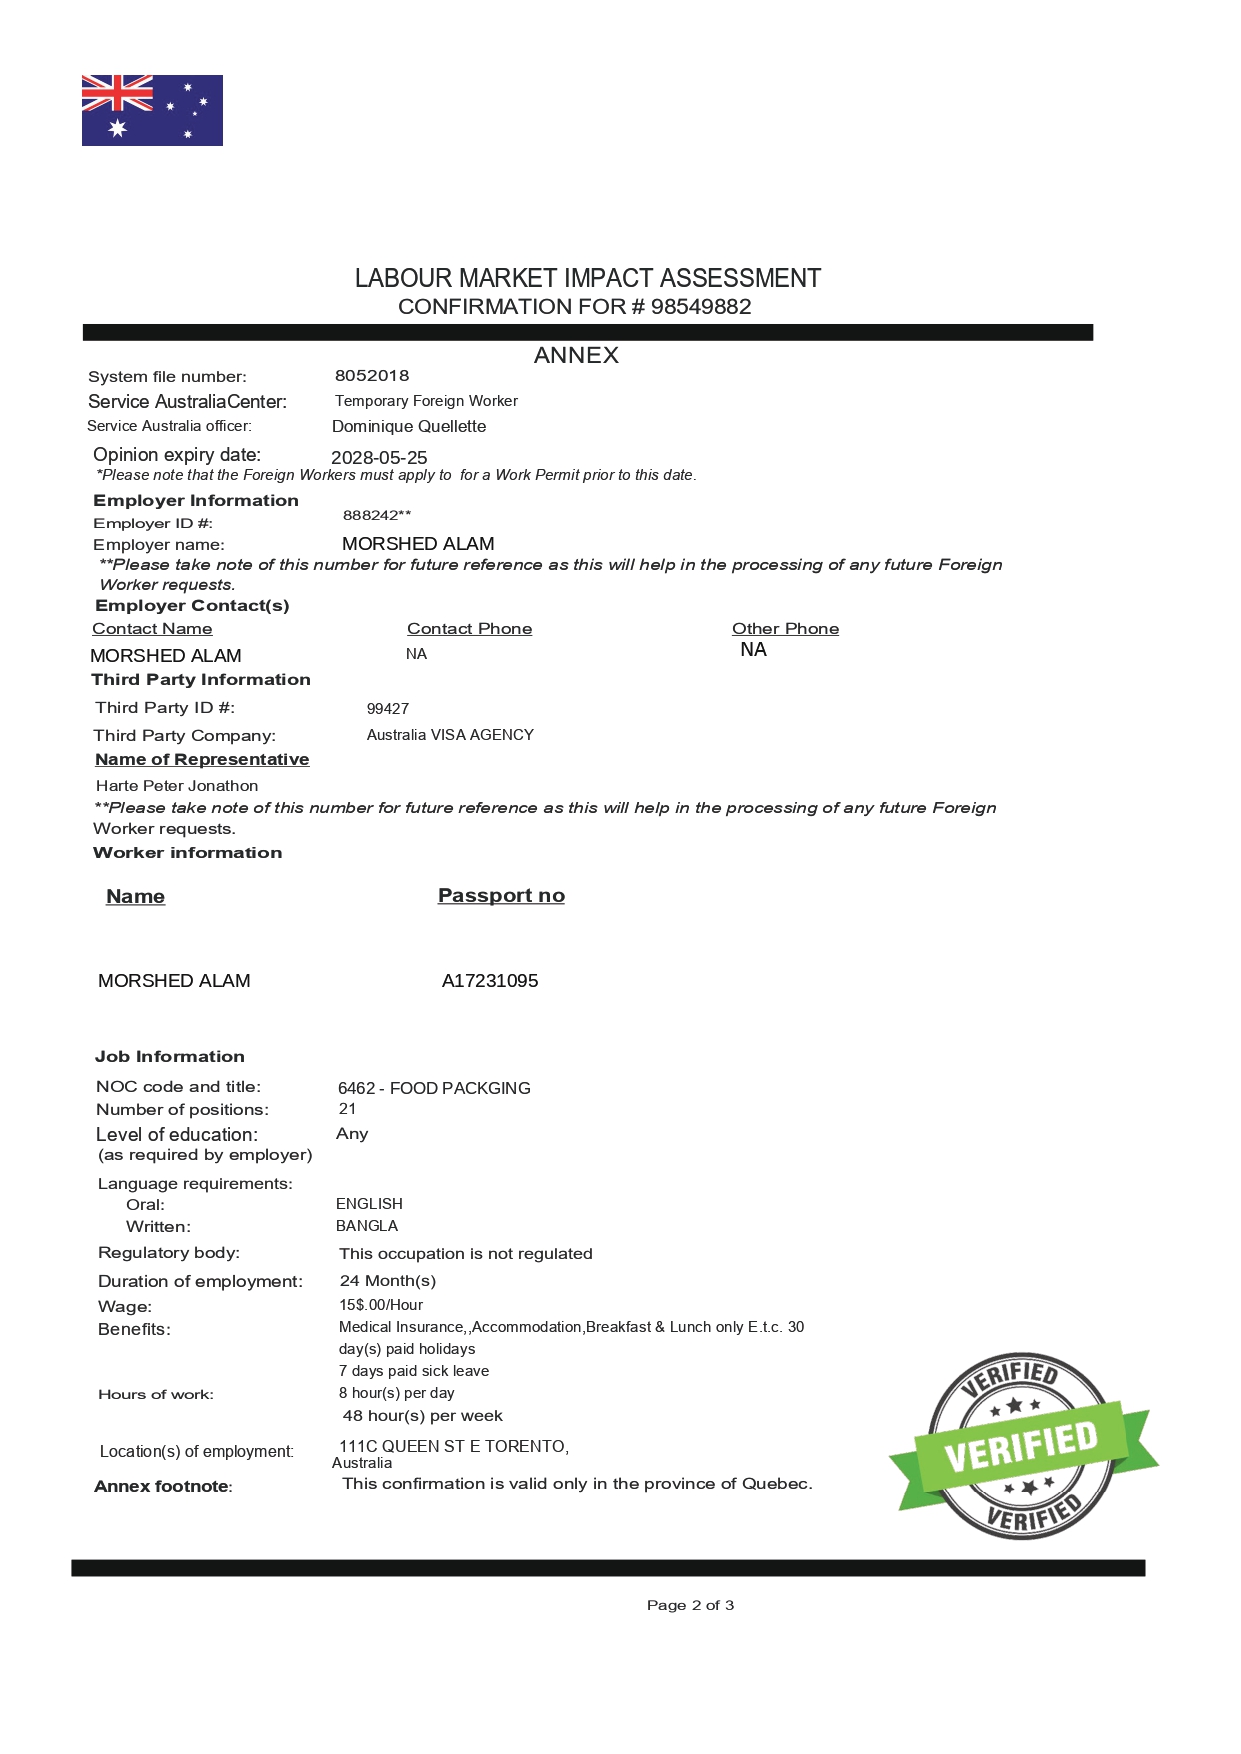 LABOUR MARKET IMPACT ASSESSMENT
CONFIRMATION FOR # 98549882
ANNEX
System file number: 8052018
Service AustraliaCenter: Temporary Foreign Worker
Service Australia officer: Dominique Quellette
Opinion expiry date: 2028-05-25
*Please note that the Foreign Workers must apply to for a Work Permit prior to this date.
Employer Information
Employer ID #: 888242**
Employer name: MORSHED ALAM
**Please take note of this number for future reference as this will help in the processing of any future Foreign
Worker requests.
Employer Contact(s)
Contact Name Contact Phone Other Phone
MORSHED ALAM NA NA
Third Party Information
Third Party ID #: 99427
Third Party Company: Australia VISA AGENCY
Name of Representative
Harte Peter Jonathon
**Please take note of this number for future reference as this will help in the processing of any future Foreign
Worker requests.
Worker information
Name Passport no
MORSHED ALAM A17231095
Job Information
NOC code and title: 6462 - FOOD PACKGING
Number of positions: 21
Level of education: Any
(as required by employer)
Language requirements:
Oral: ENGLISH
Written: BANGLA
Regulatory body: This occupation is not regulated
Duration of employment: 24 Month(s)
Wage: 15$.00/Hour
Benefits: Medical Insurance,,Accommodation,Breakfast & Lunch only E.t.c. 30
day(s) paid holidays
7 days paid sick leave
Hours of work: 8 hour(s) per day
48 hour(s) per week
Location(s) of employment: 111C QUEEN ST E TORENTO,
Australia
Annex footnote: This confirmation is valid only in the province of Quebec.
VERIFIED
VERIFIED
VERIFIED
Page 2 of 3